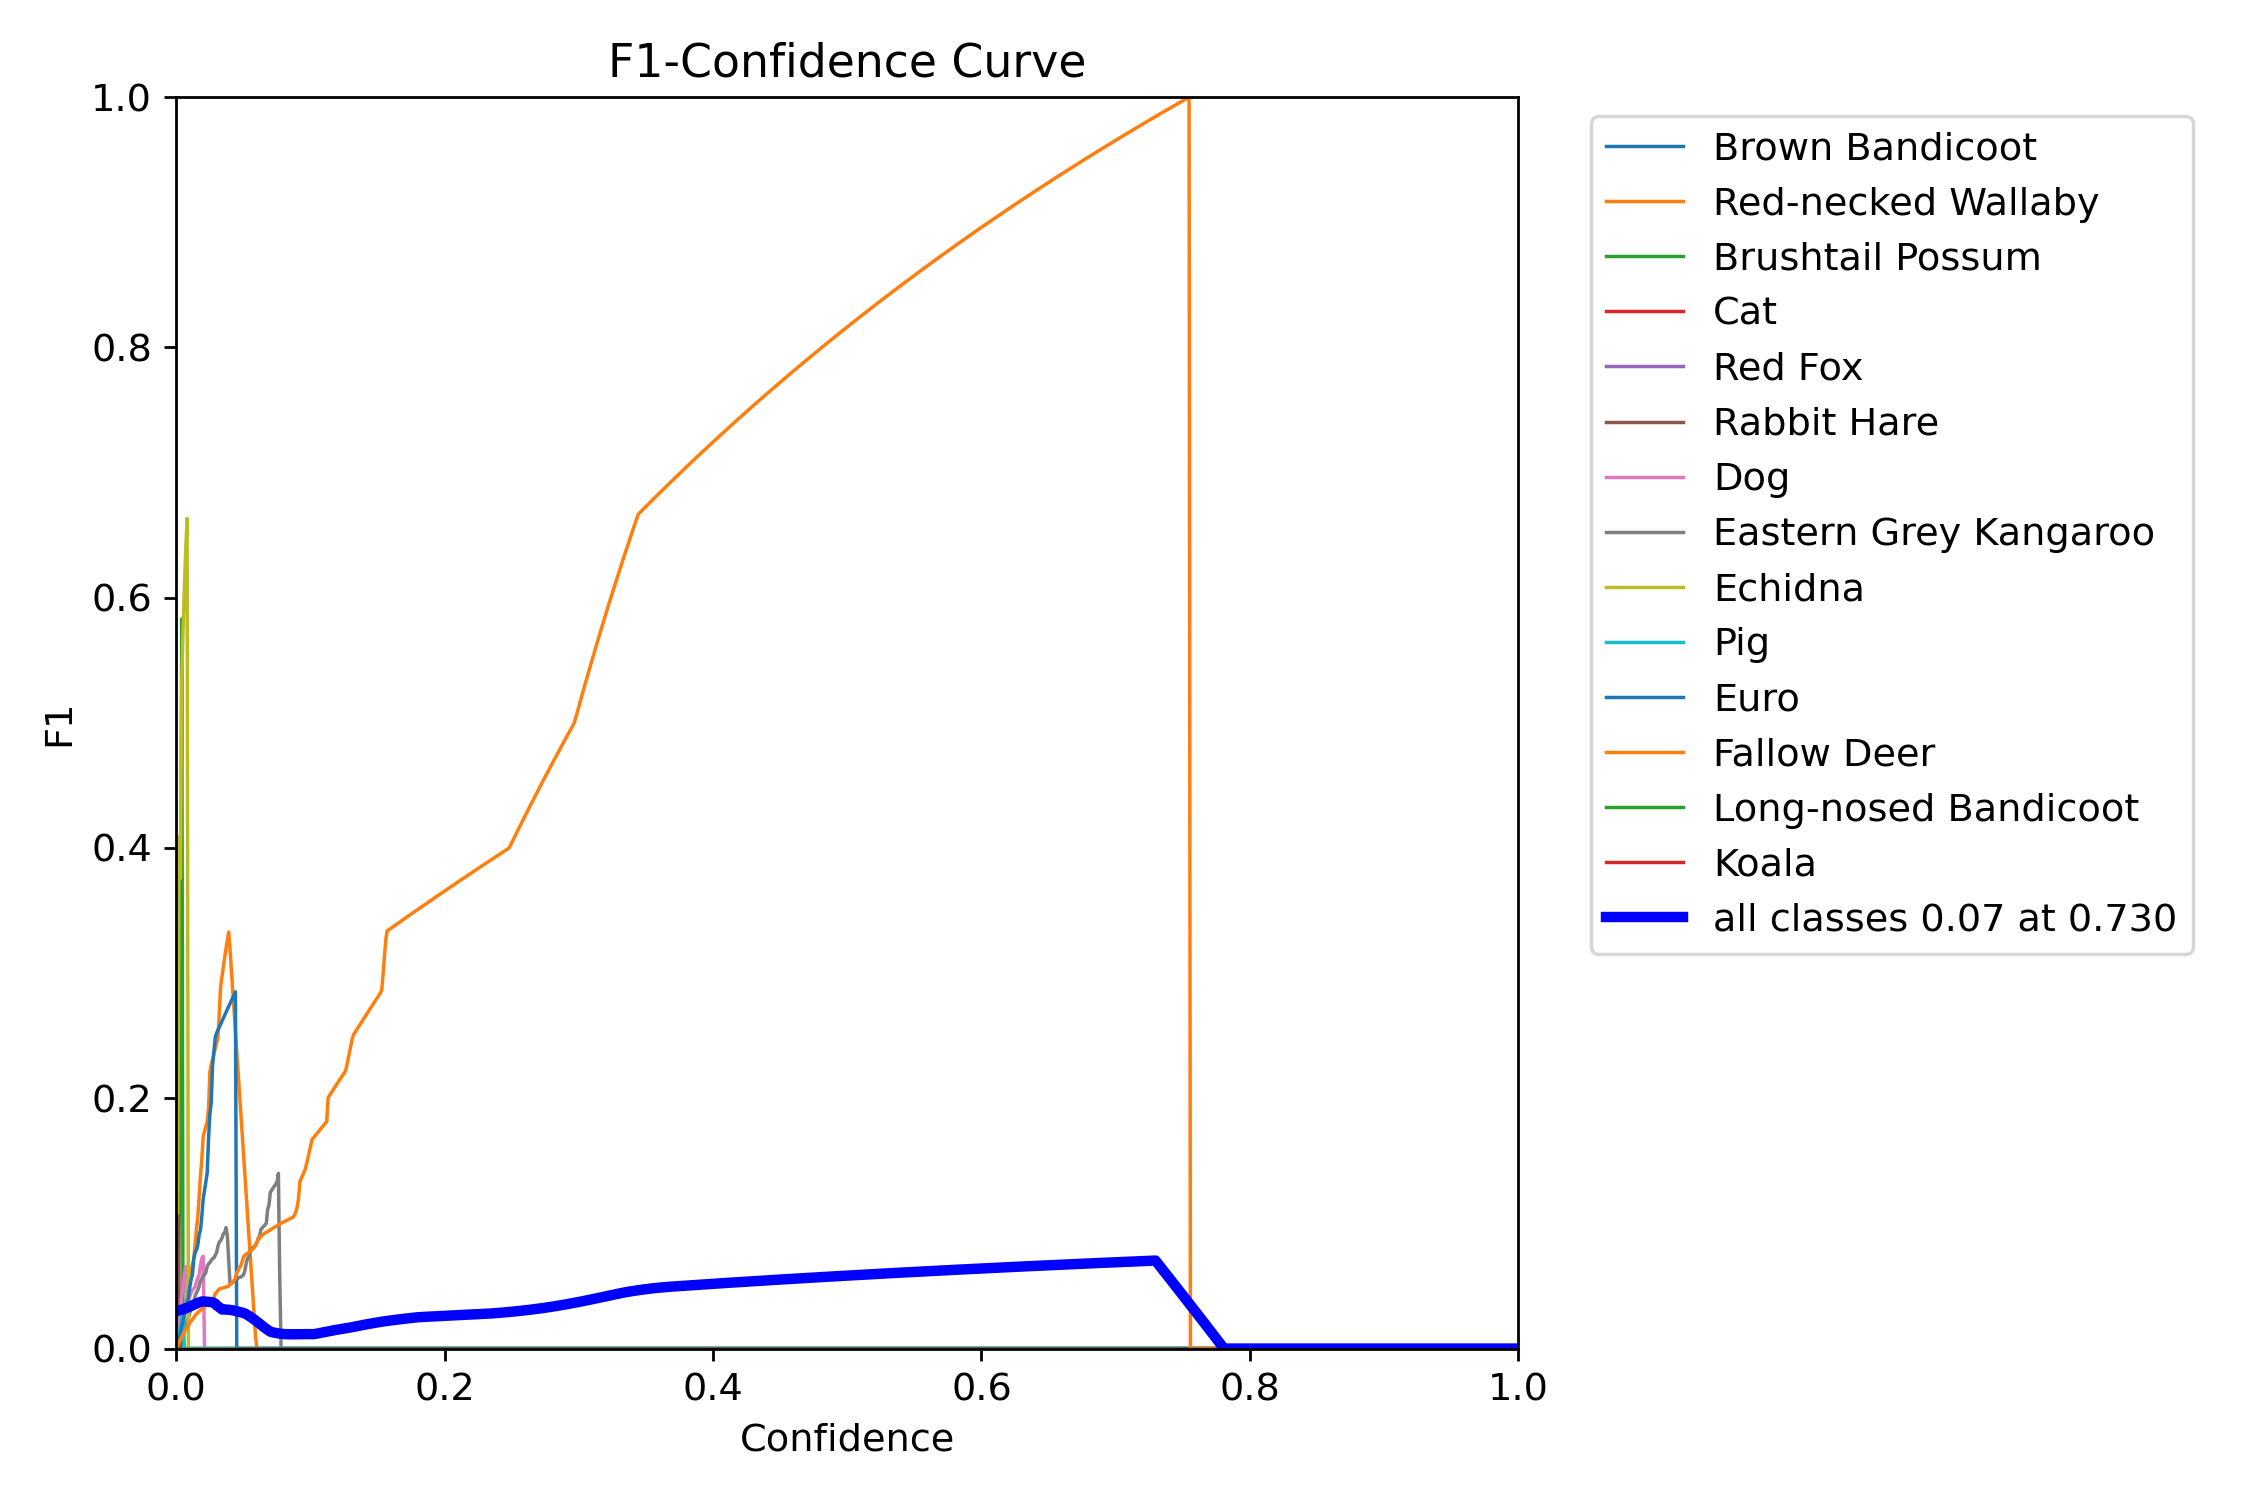 F1-Confidence Curve
1.0
0.8
0.6
0.4
0.2
0.0
F1
0.0 0.2 0.4 0.6 0.8 1.0
Confidence
Brown Bandicoot
Red-necked Wallaby
Brushtail Possum
Cat
Red Fox
Rabbit Hare
Dog
Eastern Grey Kangaroo
Echidna
Pig
Euro
Fallow Deer
Long-nosed Bandicoot
Koala
all classes 0.07 at 0.730